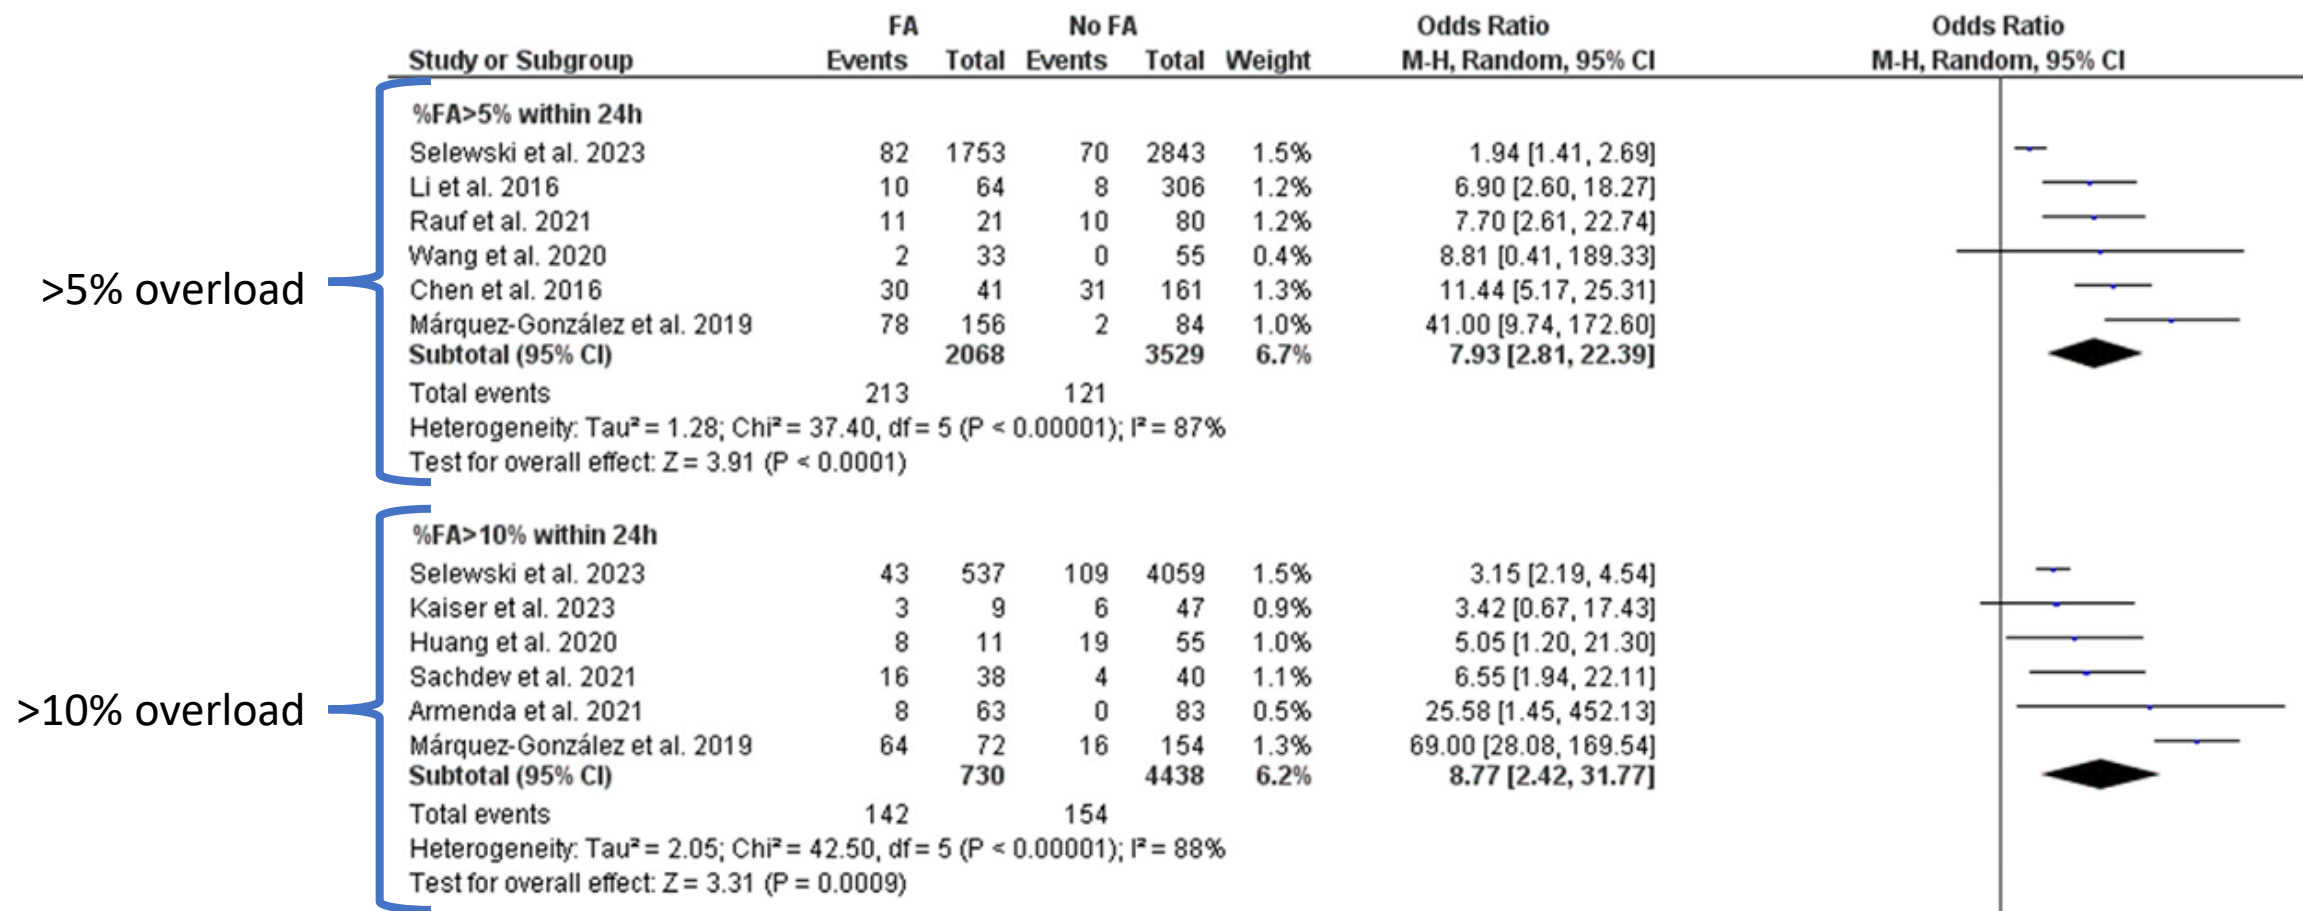 FA No FA Odds Ratio Odds Ratio
Study or Subgroup Events Total Events Total Weight M-H, Random, 95% CI M-H, Random, 95% CI
%FA>5% within 24h
Selewski et al. 2023 82 1753 70 2843 1.5% 1.94 [1.41, 2.69]
Li et al. 2016 10 64 8 306 1.2% 6.90 [2.60, 18.27]
Rauf et al. 2021 11 21 10 80 1.2% 7.70 [2.61, 22.74]
Wang et al. 2020 2 33 0 55 0.4% 8.81 [0.41, 189.33]
>5% overload
Chen et al. 2016 30 41 31 161 1.3% 11.44 [5.17, 25.31]
Márquez-González et al. 2019 78 156 2 84 1.0% 41.00 [9.74, 172.60]
Subtotal (95% CI) 2068 3529 6.7% 7.93 [2.81, 22.39]
Total events 213 121
Heterogeneity: Tau² = 1.28; Chi² = 37.40, df = 5 (P < 0.00001); I² = 87%
Test for overall effect: Z = 3.91 (P < 0.0001)
%FA>10% within 24h
Selewski et al. 2023 43 537 109 4059 1.5% 3.15 [2.19, 4.54]
Kaiser et al. 2023 3 9 6 47 0.9% 3.42 [0.67, 17.43]
Huang et al. 2020 8 11 19 55 1.0% 5.05 [1.20, 21.30]
Sachdev et al. 2021 16 38 4 40 1.1% 6.55 [1.94, 22.11]
>10% overload
Armenda et al. 2021 8 63 0 83 0.5% 25.58 [1.45, 452.13]
Márquez-González et al. 2019 64 72 16 154 1.3% 69.00 [28.08, 169.54]
Subtotal (95% CI) 730 4438 6.2% 8.77 [2.42, 31.77]
Total events 142 154
Heterogeneity: Tau² = 2.05; Chi² = 42.50, df = 5 (P < 0.00001); I² = 88%
Test for overall effect: Z = 3.31 (P = 0.0009)